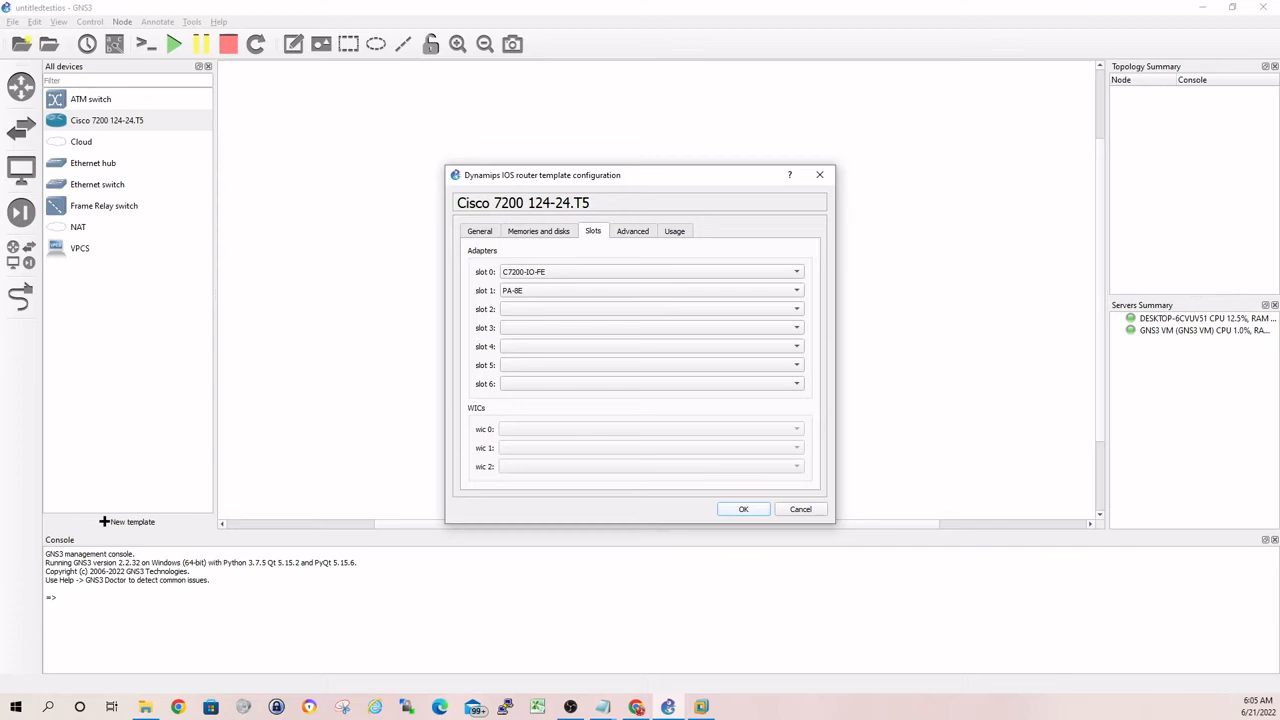 untitledtestios - GNS3
File Edit View Control Node Annotate Tools Help
All devices
Filter
ATM switch
Cisco 7200 124-24.T5
Cloud
Ethernet hub
Ethernet switch
Frame Relay switch
NAT
VPCS
New template
Dynamips IOS router template configuration
Cisco 7200 124-24.T5
General Memories and disks Slots Advanced Usage
Adapters
slot 0: C7200-IO-FE
slot 1: PA-8E
slot 2:
slot 3:
slot 4:
slot 5:
slot 6:
WICs
wic 0:
wic 1:
wic 2:
OK Cancel
Topology Summary
Node Console
Servers Summary
DESKTOP-6CVUV51 CPU 12.5%, RAM ...
GNS3 VM (GNS3 VM) CPU 1.0%, RA...
Console
GNS3 management console.
Running GNS3 version 2.2.32 on Windows (64-bit) with Python 3.7.5 Qt 5.15.2 and PyQt 5.15.6.
Copyright (c) 2006-2022 GNS3 Technologies.
Use Help -> GNS3 Doctor to detect common issues.
=>
99+
6:05 AM
6/21/2022